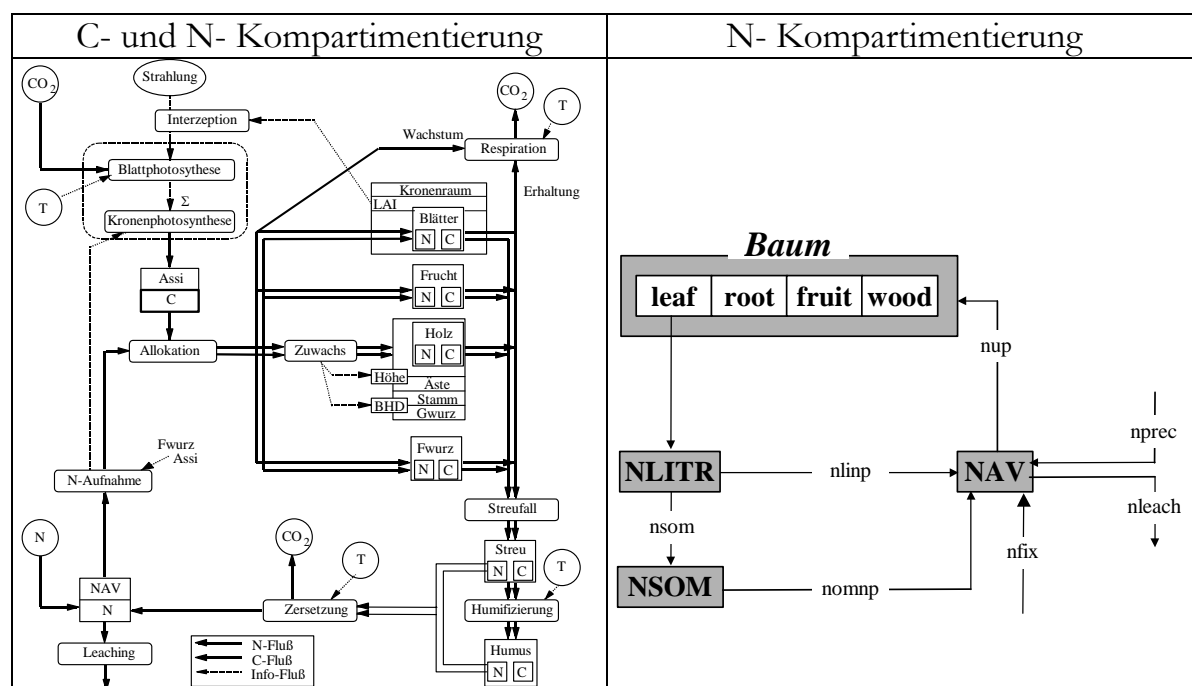 C- und N- Kompartimentierung
N- Kompartimentierung
CO2
Strahlung
CO2
T
Interzeption
Wachstum
Respiration
Blattphotosythese
Erhaltung
T
Σ
Kronenphotosynthese
Kronenraum
LAI
Blätter
N C
Assi
C
Frucht
N C
Allokation
Zuwachs
Holz
N C
Höhe
Äste
BHD
Stamm
Gwurz
Fwurz
Assi
N-Aufnahme
Fwurz
N C
Streufall
N
CO2
T
Streu
N C
T
NAV
N
Zersetzung
Humifizierung
Leaching
N-Fluß
C-Fluß
Info-Fluß
Humus
N C
Baum
leaf root fruit wood
nup
nprec
NLITR
nlinp
NAV
nleach
nsom
nfix
NSOM
nomnp